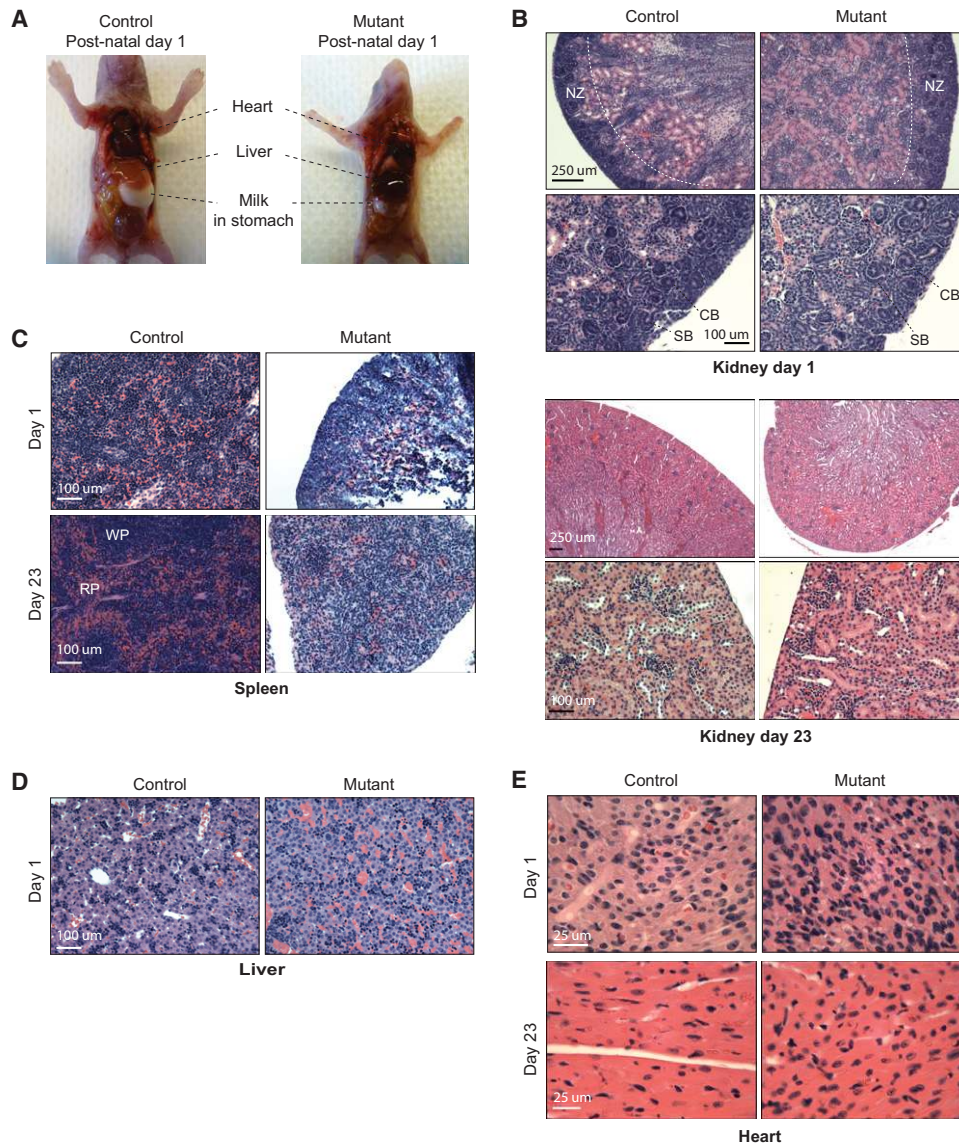 A
Control
Post-natal day 1
Mutant
Post-natal day 1
Heart
Liver
Milk
in stomach
B
Control
Mutant
NZ
NZ
250 um
CB
SB
100 um
CB
SB
Kidney day 1
250 um
100 um
Kidney day 23
C
Control
Mutant
Day 1
100 um
Day 23
WP
RP
100 um
Spleen
D
Control
Mutant
Day 1
100 um
Liver
E
Control
Mutant
Day 1
25 um
Day 23
25 um
Heart